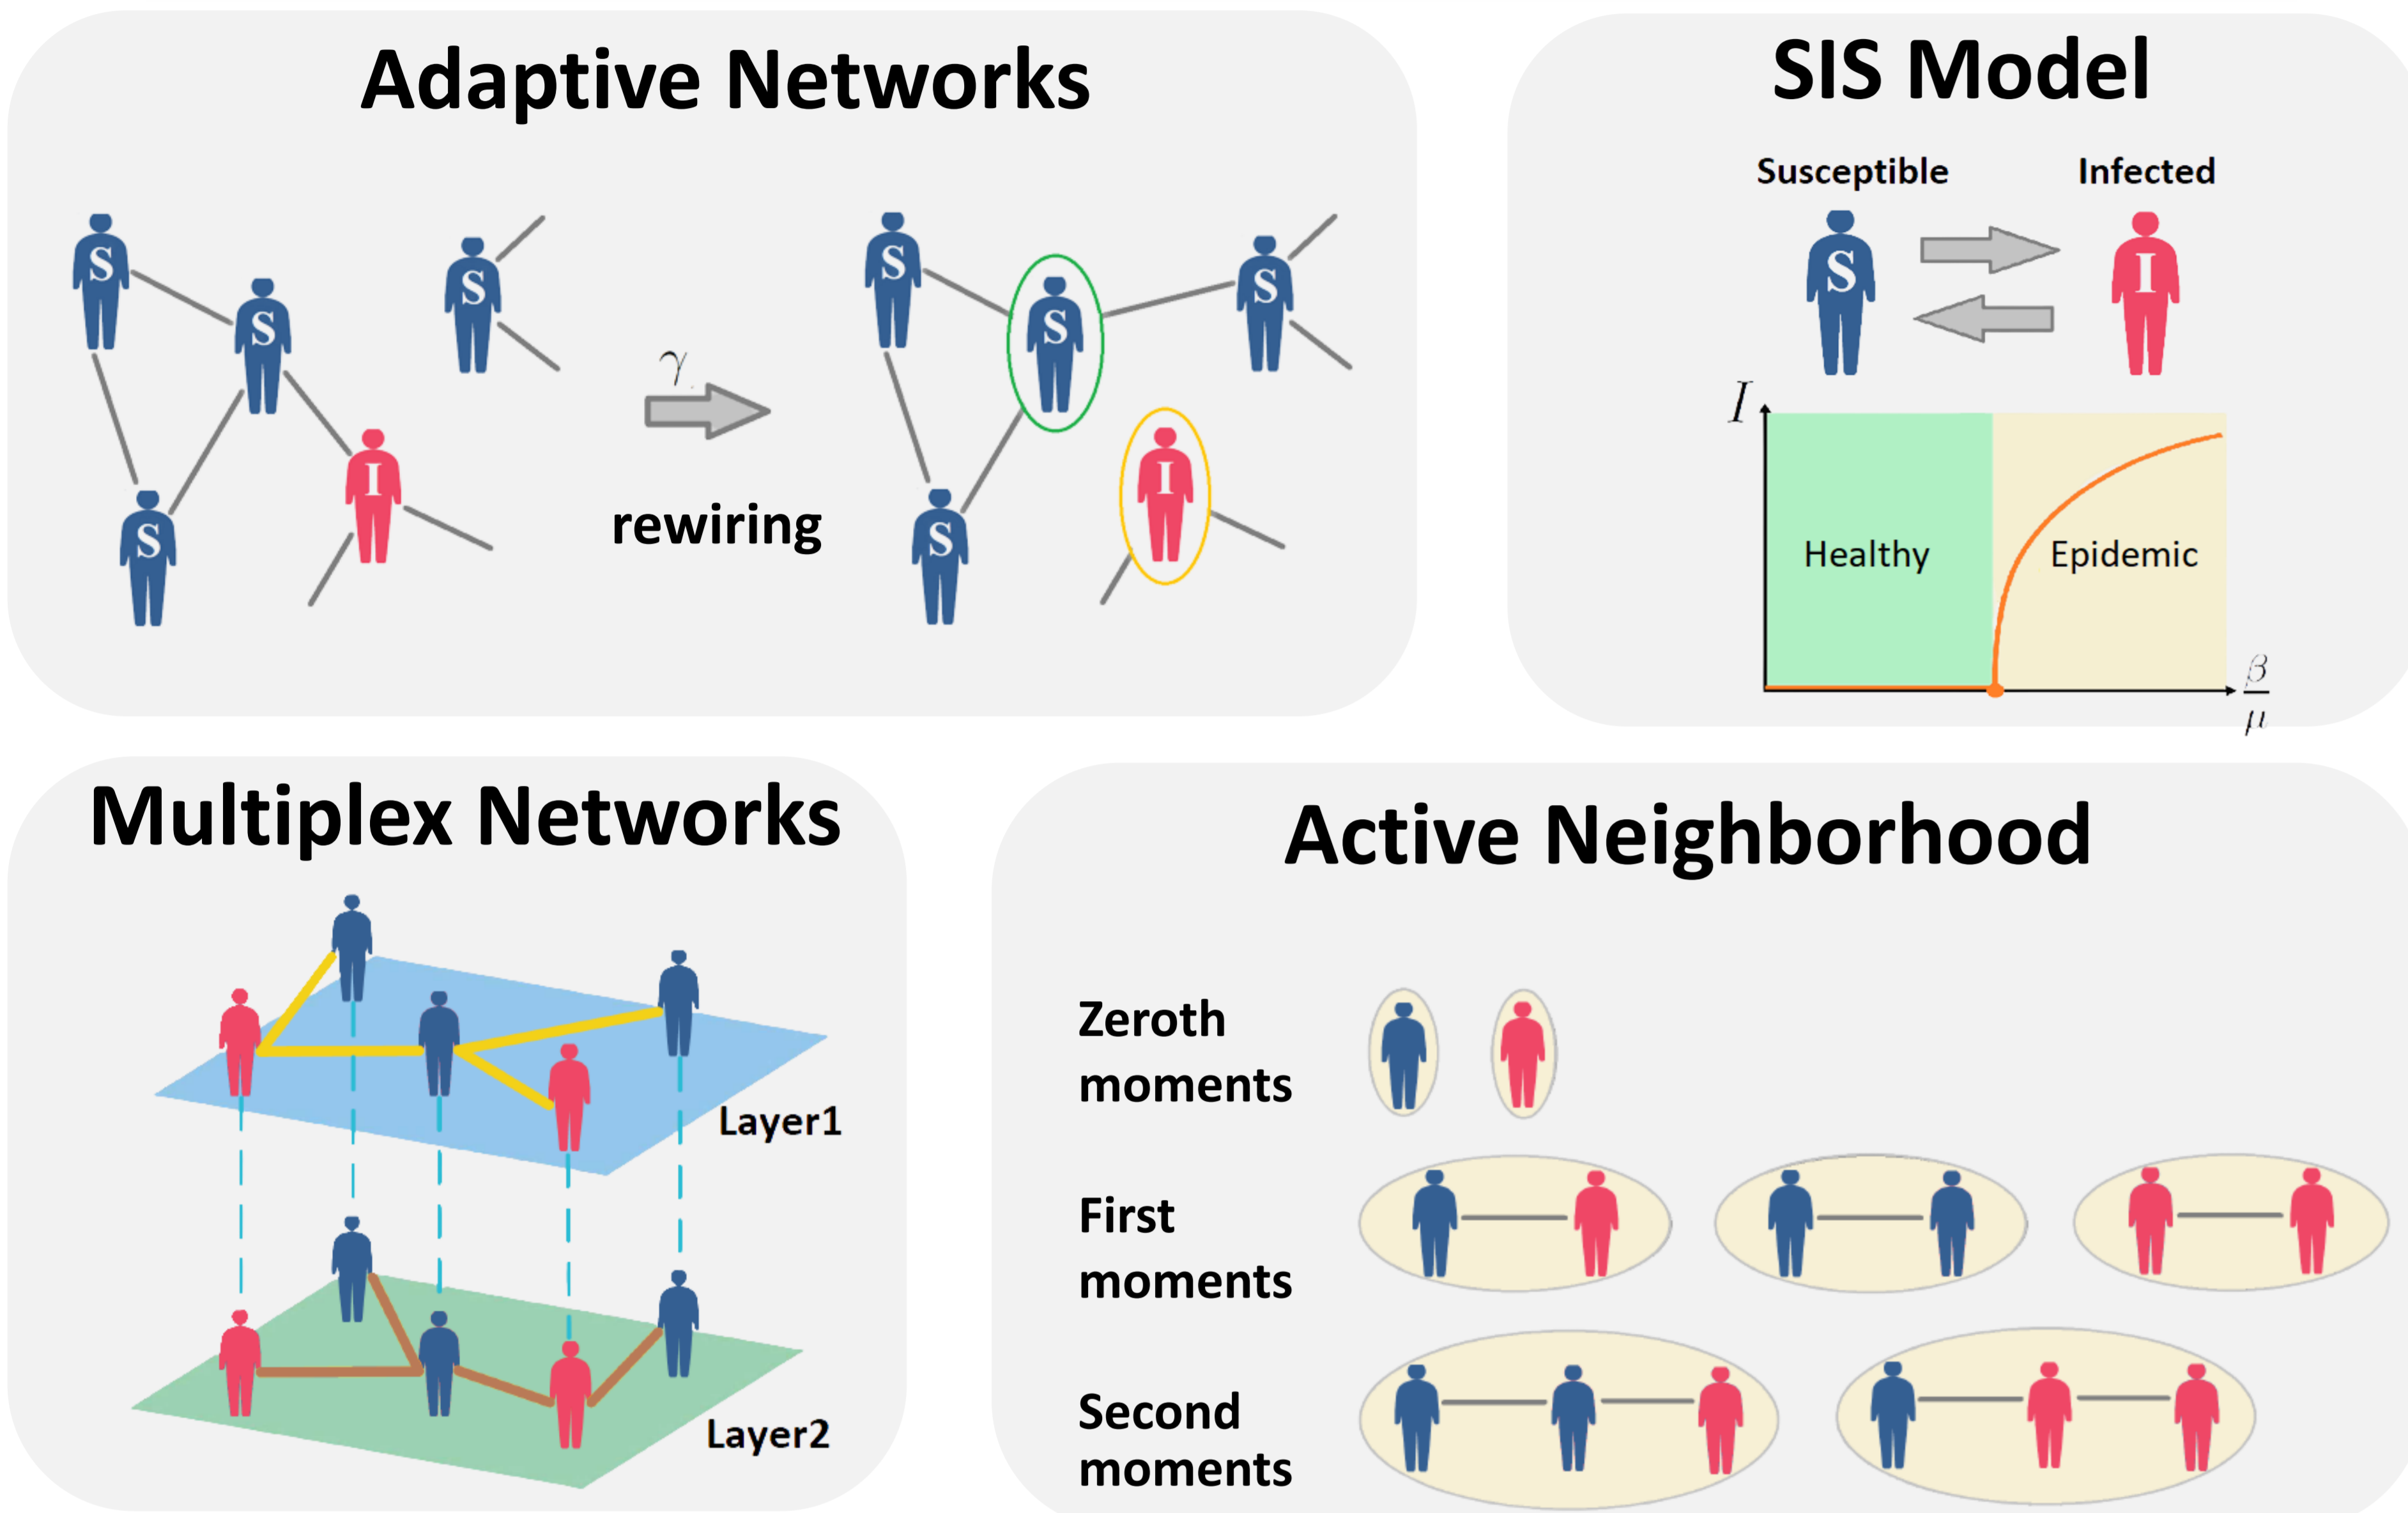 Adaptive Networks
S
S
S
S
I
γ
rewiring
S
S
S
S
I
SIS Model
Susceptible
Infected
S
I
I
Healthy
Epidemic
β
μ
Multiplex Networks
Layer1
Layer2
Active Neighborhood
Zeroth
moments
First
moments
Second
moments